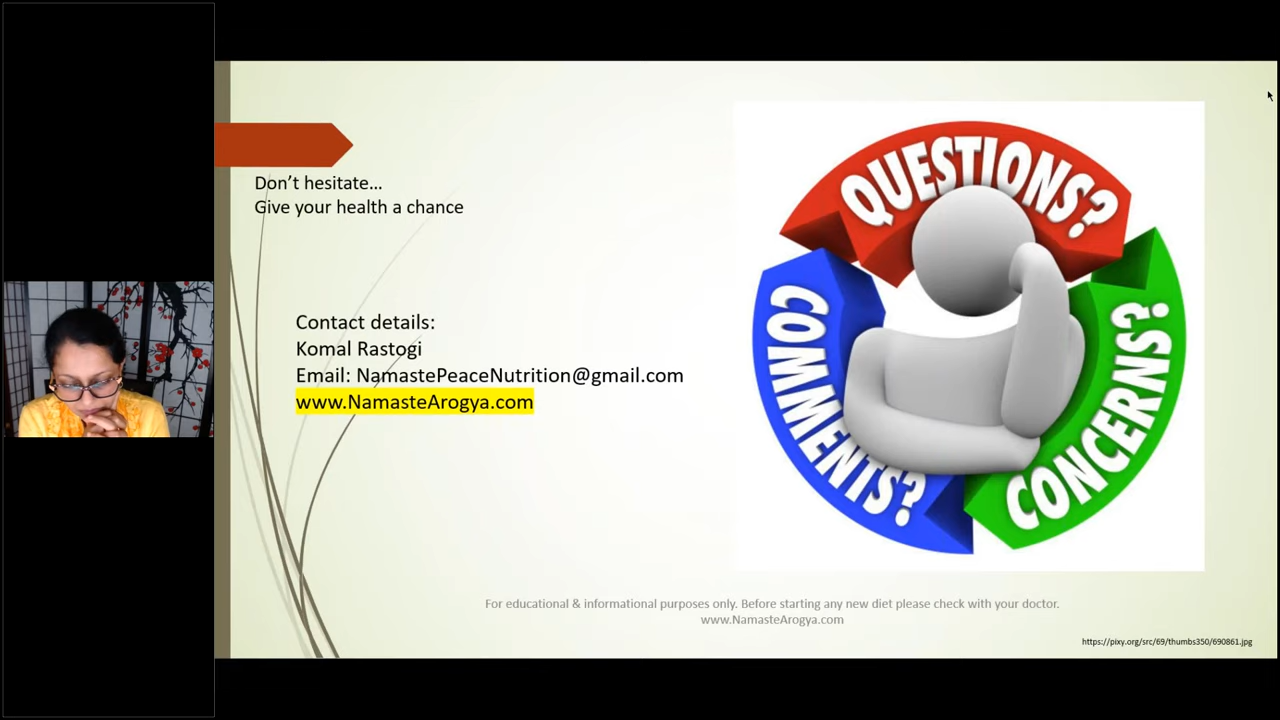 Don't hesitate...
Give your health a chance
Contact details:
Komal Rastogi
Email: NamastePeaceNutrition@gmail.com
www.NamasteArogya.com
QUESTIONS?
COMMENTS?
CONCERNS?
For educational & informational purposes only. Before starting any new diet please check with your doctor.
www.NamasteArogya.com
https://pixy.org/src/69/thumbs350/690861.jpg